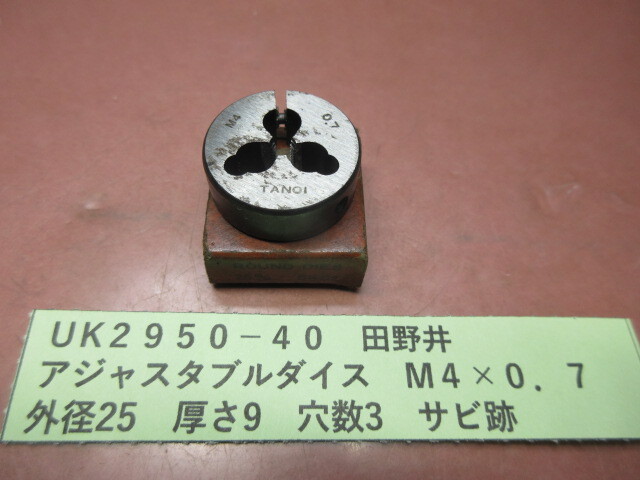 M4 0.7
TANOI
UK2950-40 田野井
アジャスタブルダイス M4×0.7
外径25 厚さ9 穴数3 サビ跡